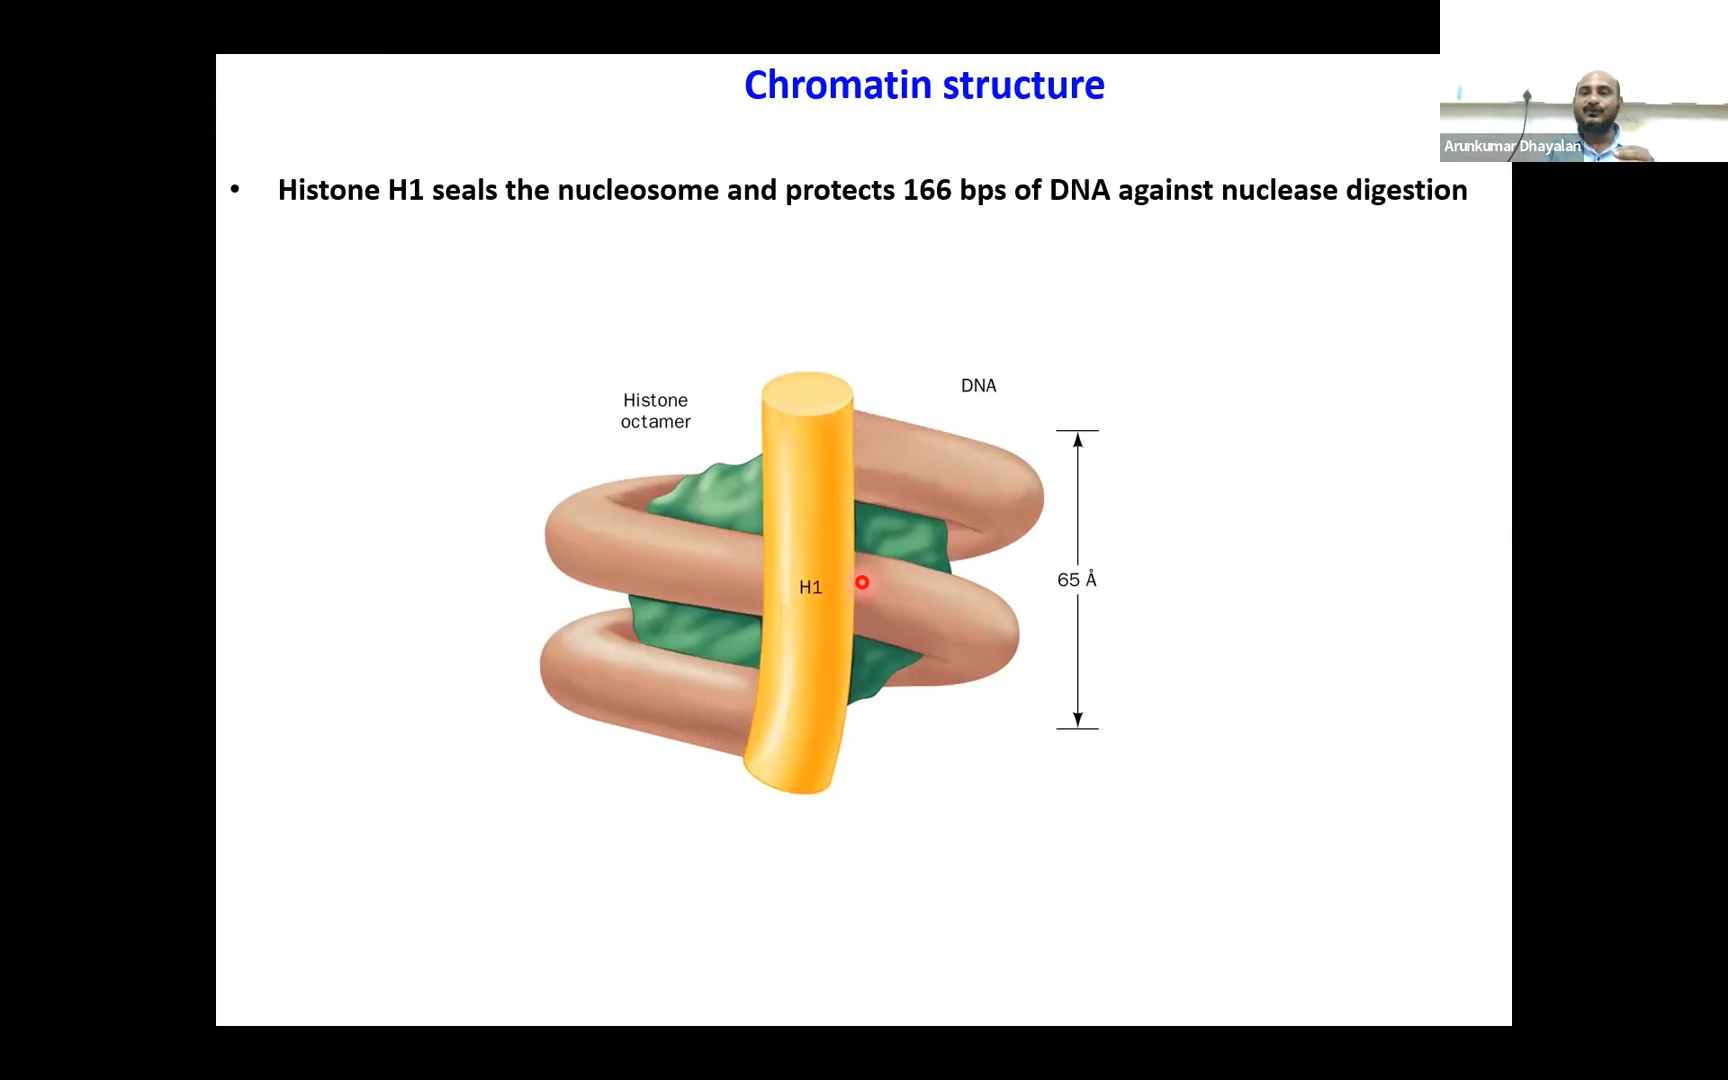 Chromatin structure
Arunkumar Dhayalan
• Histone H1 seals the nucleosome and protects 166 bps of DNA against nuclease digestion
DNA
Histone
octamer
65 Å
H1